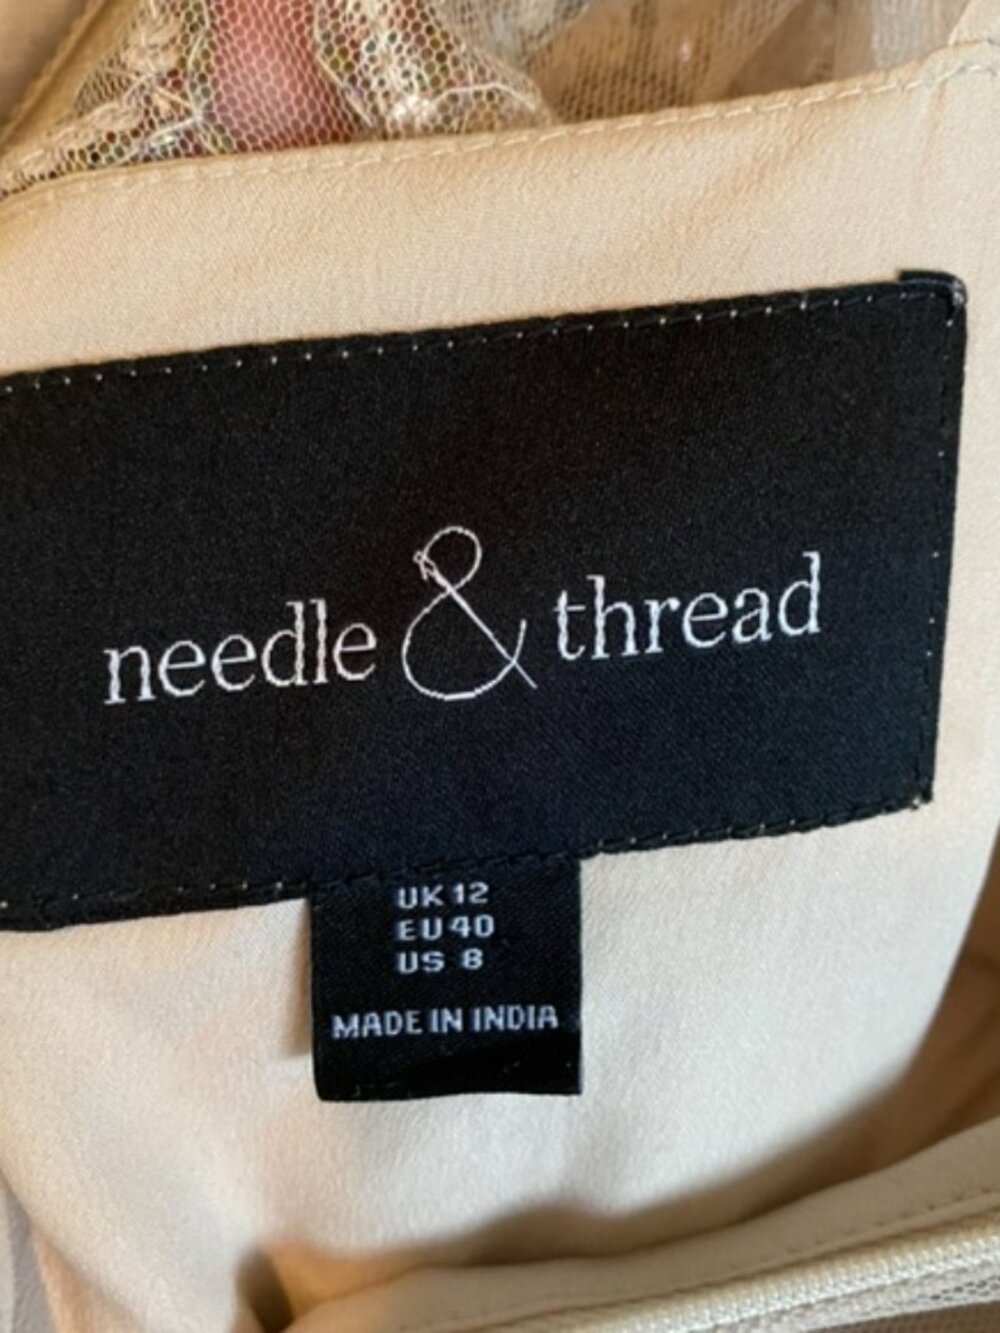 needle & thread
UK 12
EU 40
US 8
MADE IN INDIA